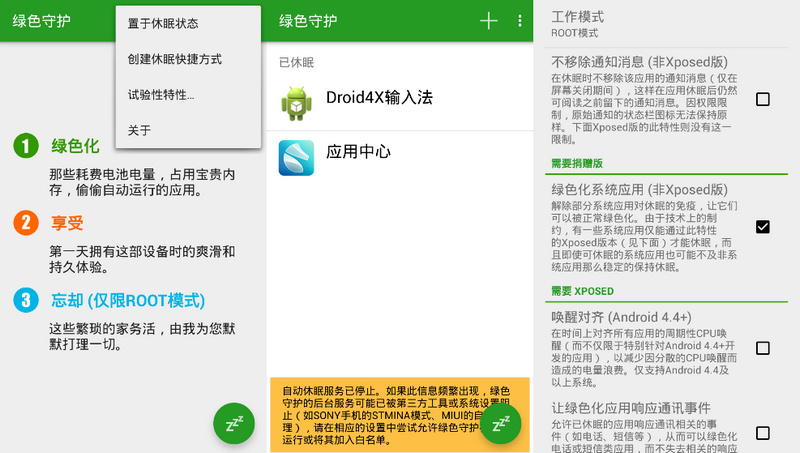 绿色守护
置于休眠状态
创建休眠快捷方式
试验性特性...
关于
1 绿色化
那些耗费电池电量，占用宝贵内
存，偷偷自动运行的应用。
2 享受
第一天拥有这部设备时的爽滑和
持久体验。
3 忘却 (仅限ROOT模式)
这些繁琐的家务活，由我为您默
默打理一切。
zzz
绿色守护
已休眠
Droid4X输入法
应用中心
自动休眠服务已停止。如果此信息频繁出现，绿色
守护的后台服务可能已被第三方工具或系统设置阻
止（如SONY手机的STMINA模式、MIUI的自
理），请在相应的设置中尝试允许绿色守护
运行或将其加入白名单。
zzz
工作模式
ROOT模式
不移除通知消息 (非Xposed版)
在休眠时不移除该应用的通知消息（仅在
屏幕关闭期间），这样在应用休眠后仍然
可阅读之前留下的通知消息。因权限限
制，原始通知的状态栏图标无法保持原
样。下面Xposed版的此特性则没有这一
限制。
需要捐赠版
绿色化系统应用 (非Xposed版)
解除部分系统应用对休眠的免疫，让它们
可以被正常绿色化。由于技术上的制
约，有一些系统应用仅能通过此特性
的Xposed版本（见下面）才能休眠，而
且即使可休眠的系统应用也可能不及非系
统应用那么稳定的保持休眠。
需要 XPOSED
唤醒对齐 (Android 4.4+)
在时间上对齐所有应用的周期性CPU唤
醒（而不仅限于特别针对Android 4.4+开
发的应用），以减少因分散的CPU唤醒而
造成的电量浪费。仅支持Android 4.4及
以上系统。
让绿色化应用响应通讯事件
允许已休眠的应用响应通讯相关的事
件（如电话、短信等），从而可以绿色化
电话或短信类应用，而不失去相关的响应